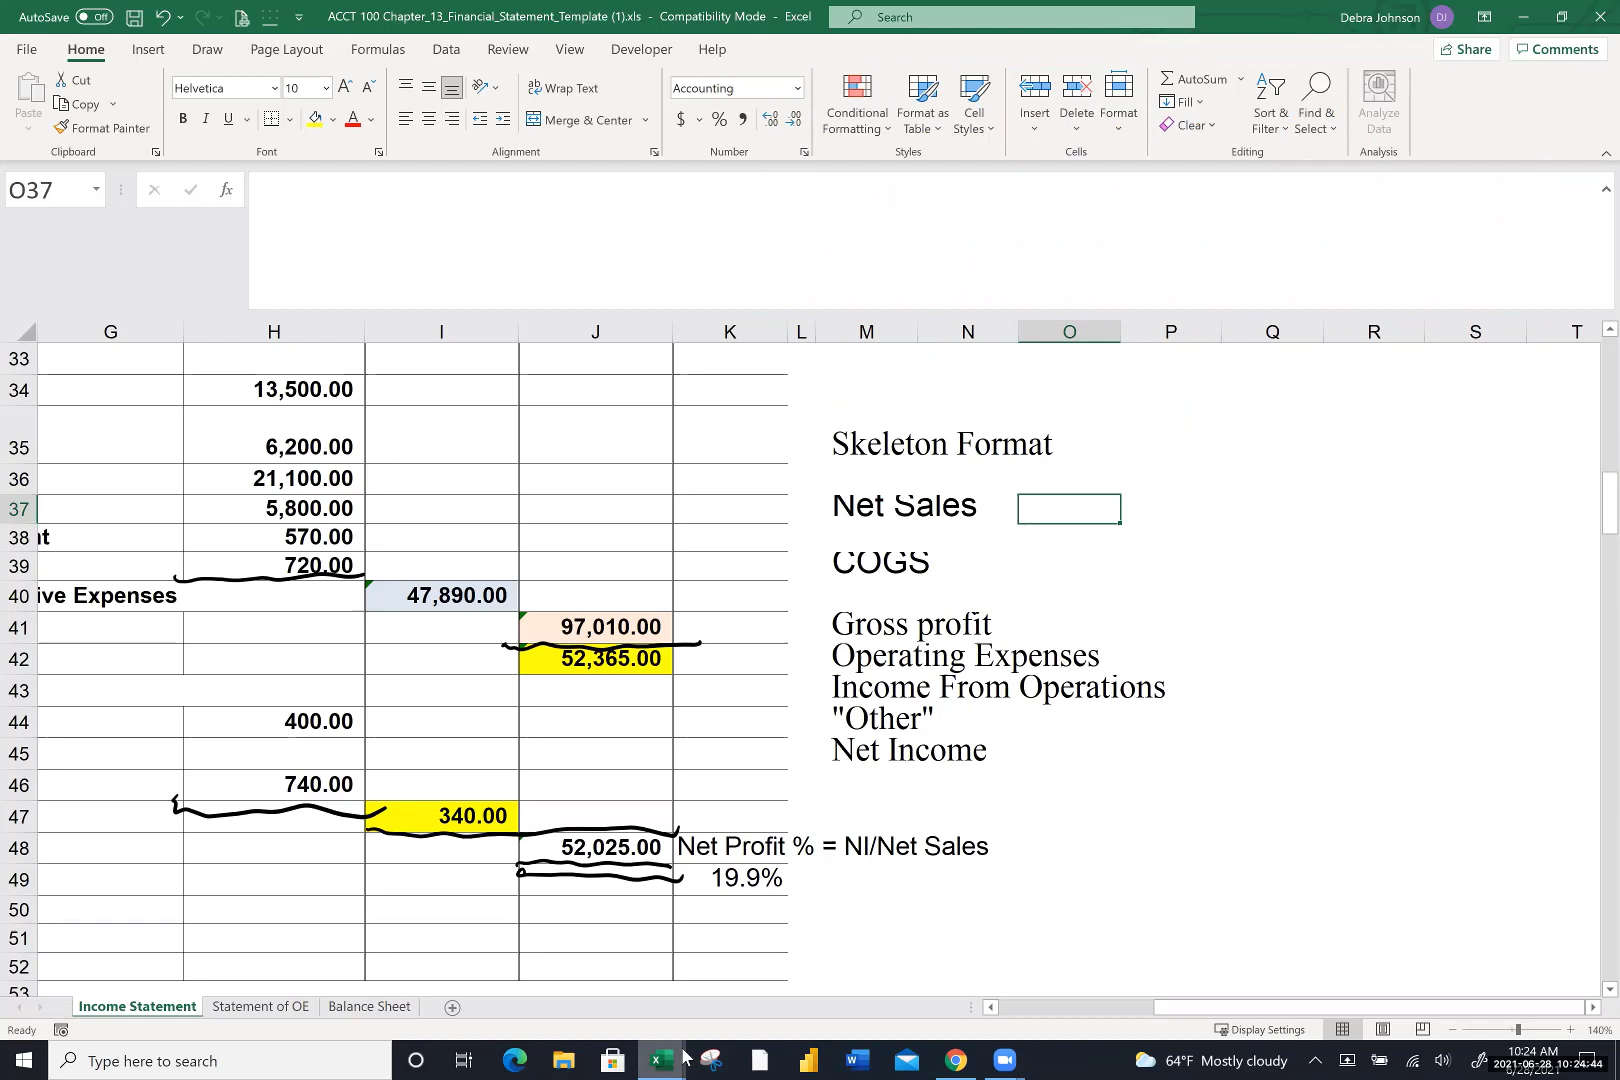 AutoSave Off ACCT 100 Chapter_13_Financial_Statement_Template (1).xls - Compatibility Mode - Excel Search Debra Johnson DJ
File Home Insert Draw Page Layout Formulas Data Review View Developer Help Share Comments
Paste Cut Copy Format Painter Clipboard
Helvetica 10 B I U A Font
Wrap Text Merge & Center Alignment
Accounting $ % Number
Conditional Formatting Format as Table Cell Styles Styles
Insert Delete Format Cells
AutoSum Fill Clear Sort & Filter Find & Select Editing
Analyze Data Analysis
O37 fx
G H I J K L M N O P Q R S T
33
34 13,500.00
35 6,200.00 Skeleton Format
36 21,100.00
37 5,800.00 Net Sales
38 nt 570.00
39 720.00 COGS
40 ive Expenses 47,890.00
41 97,010.00 Gross profit
42 52,365.00 Operating Expenses
43 Income From Operations
44 400.00 "Other"
45 Net Income
46 740.00
47 340.00
48 52,025.00 Net Profit % = NI/Net Sales
49 19.9%
50
51
52
53
Income Statement Statement of OE Balance Sheet
Ready Display Settings 140%
Type here to search 64°F Mostly cloudy 10:24 AM
2021-06-28 10:24:44